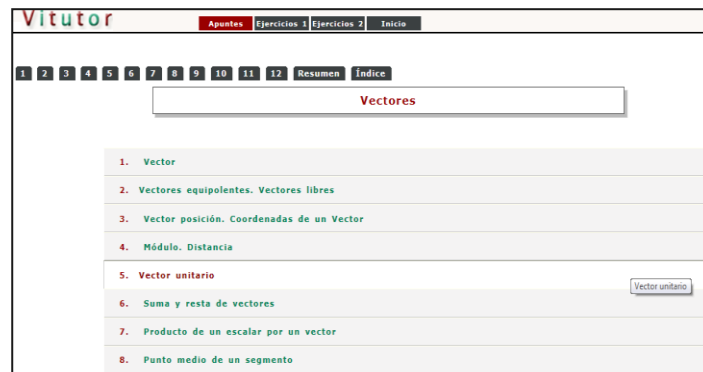 Vitutor
Apuntes Ejercicios 1 Ejercicios 2 Inicio
1 2 3 4 5 6 7 8 9 10 11 12 Resumen Índice
Vectores
1. Vector
2. Vectores equipolentes. Vectores libres
3. Vector posición. Coordenadas de un Vector
4. Módulo. Distancia
5. Vector unitario
Vector unitario
6. Suma y resta de vectores
7. Producto de un escalar por un vector
8. Punto medio de un segmento